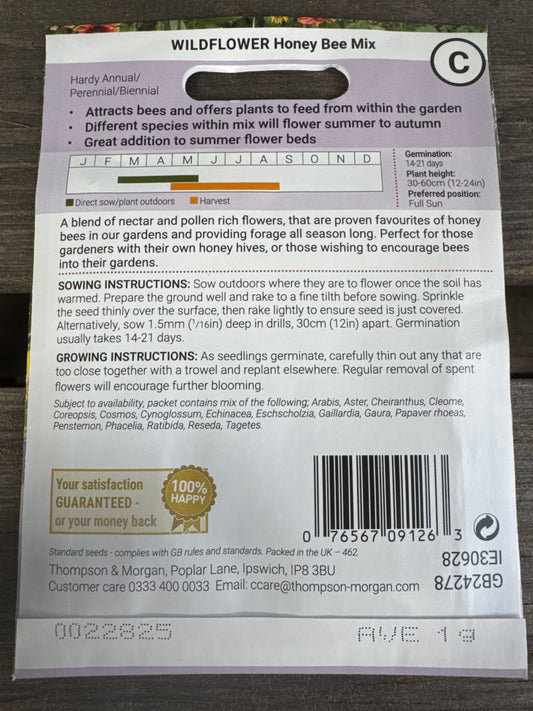 WILDFLOWER Honey Bee Mix
C
Hardy Annual/
Perennial/Biennial
• Attracts bees and offers plants to feed from within the garden
• Different species within mix will flower summer to autumn
• Great addition to summer flower beds
J F M A M J J A S O N D
Direct sow/plant outdoors Harvest
Germination:
14-21 days
Plant height:
30-60cm (12-24in)
Preferred position:
Full Sun
A blend of nectar and pollen rich flowers, that are proven favourites of honey
bees in our gardens and providing forage all season long. Perfect for those
gardeners with their own honey hives, or those wishing to encourage bees
into their gardens.
SOWING INSTRUCTIONS: Sow outdoors where they are to flower once the soil has
warmed. Prepare the ground well and rake to a fine tilth before sowing. Sprinkle
the seed thinly over the surface, then rake lightly to ensure seed is just covered.
Alternatively, sow 1.5mm (1/16in) deep in drills, 30cm (12in) apart. Germination
usually takes 14-21 days.
GROWING INSTRUCTIONS: As seedlings germinate, carefully thin out any that are
too close together with a trowel and replant elsewhere. Regular removal of spent
flowers will encourage further blooming.
Subject to availability, packet contains mix of the following; Arabis, Aster, Cheiranthus, Cleome,
Coreopsis, Cosmos, Cynoglossum, Echinacea, Eschscholzia, Gaillardia, Gaura, Papaver rhoeas,
Penstemon, Phacelia, Ratibida, Reseda, Tagetes.
Your satisfaction
GUARANTEED -
or your money back
100%
HAPPY
0 76567 09126 3
Standard seeds - complies with GB rules and standards. Packed in the UK – 462.
Thompson & Morgan, Poplar Lane, Ipswich, IP8 3BU
Customer care 0333 400 0033 Email: ccare@thompson-morgan.com
GB24278
IE30628
0022825
AVE 1g